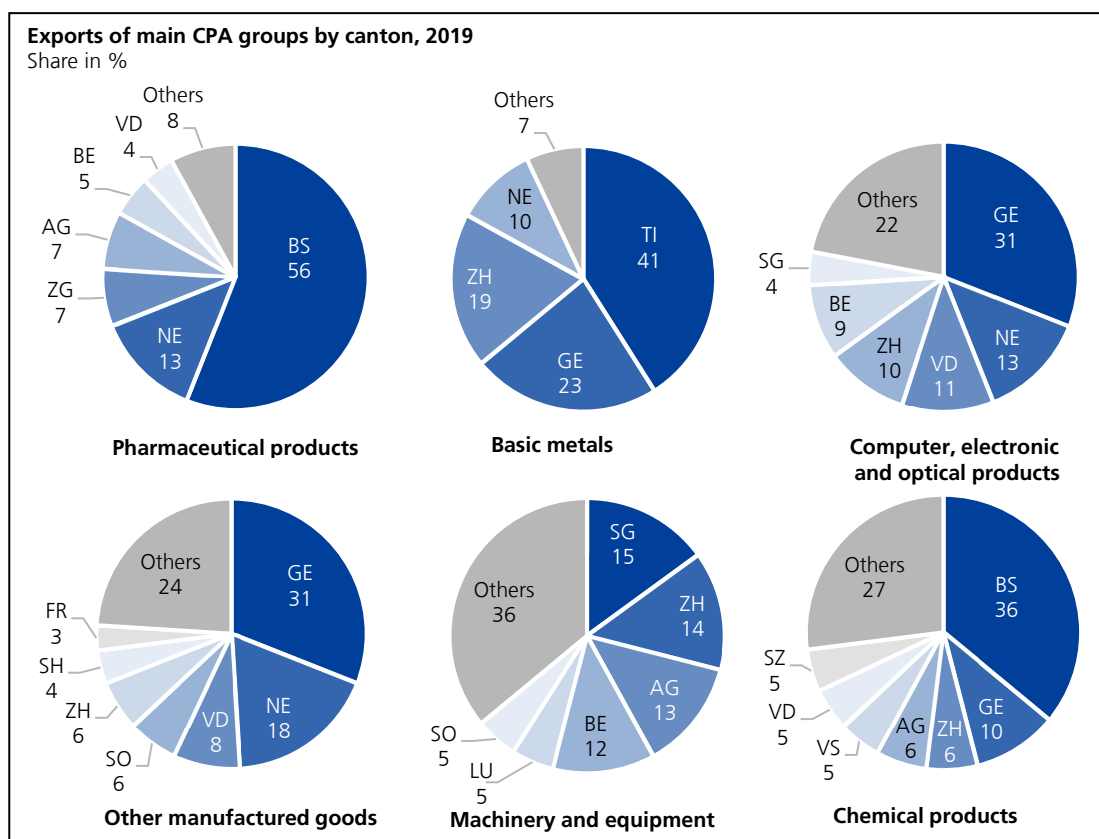 Exports of main CPA groups by canton, 2019
Share in %
Others
8
VD
4
BE
5
AG
7
ZG
7
NE
13
BS
56
Pharmaceutical products
Others
7
NE
10
ZH
19
GE
23
TI
41
Basic metals
Others
22
SG
4
BE
9
ZH
10
VD
11
NE
13
GE
31
Computer, electronic
and optical products
Others
24
FR
3
SH
4
ZH
6
SO
6
VD
8
NE
18
GE
31
Other manufactured goods
Others
36
SO
5
LU
5
BE
12
AG
13
ZH
14
SG
15
Machinery and equipment
Others
27
SZ
5
VD
5
VS
5
AG
6
ZH
6
GE
10
BS
36
Chemical products